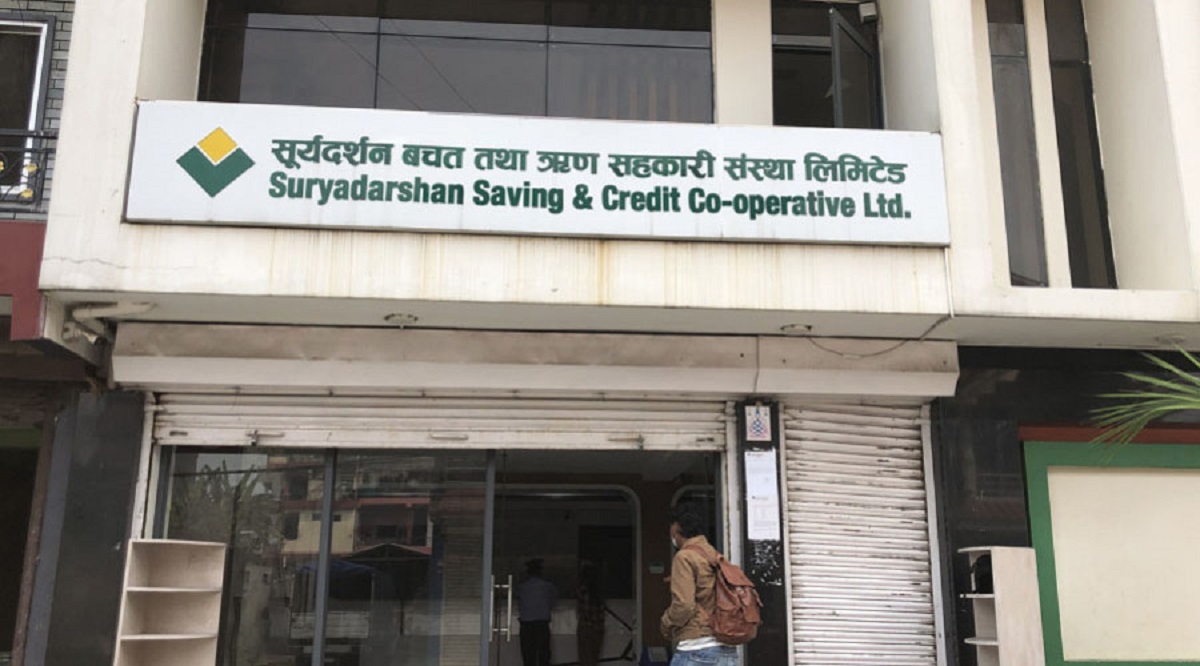 सूर्यदर्शन बचत तथा ऋण सहकारी संस्था लिमिटेड
Suryadarshan Saving & Credit Co-operative Ltd.